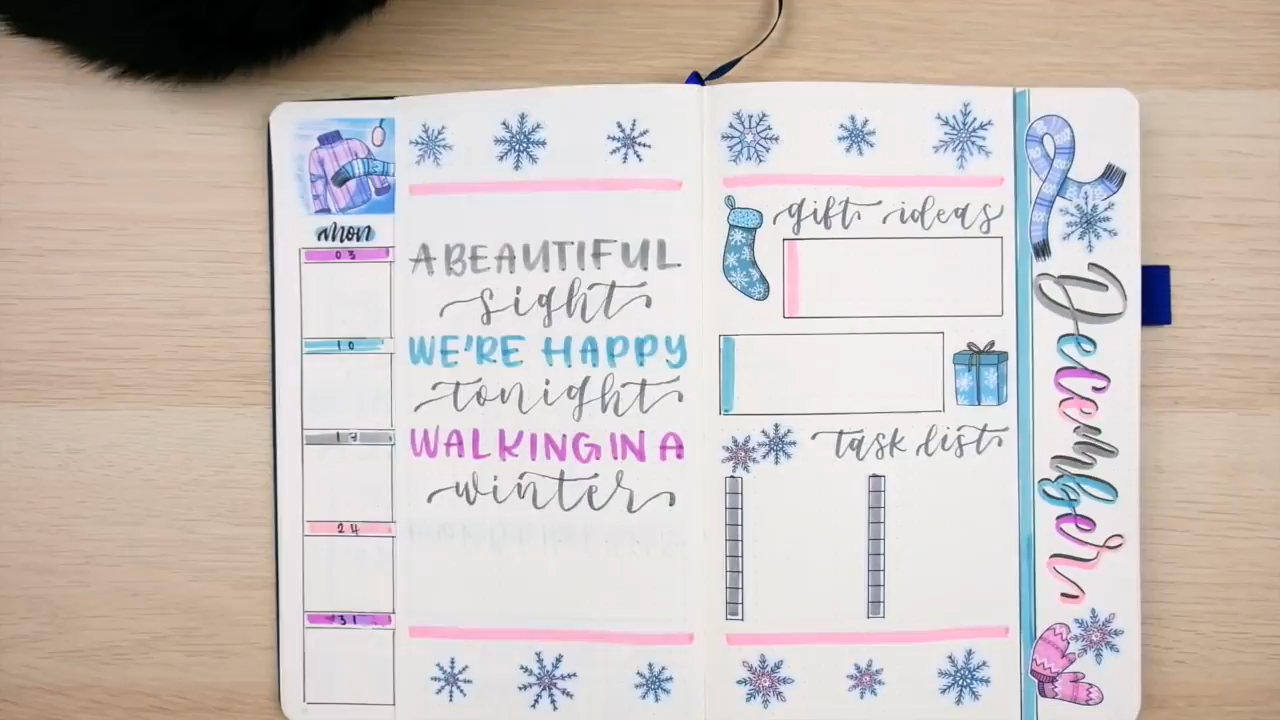 mon
03
10
17
24
31
A BEAUTIFUL
sight
WE'RE HAPPY
tonight
WALKING IN A
winter
gift ideas
task list
December